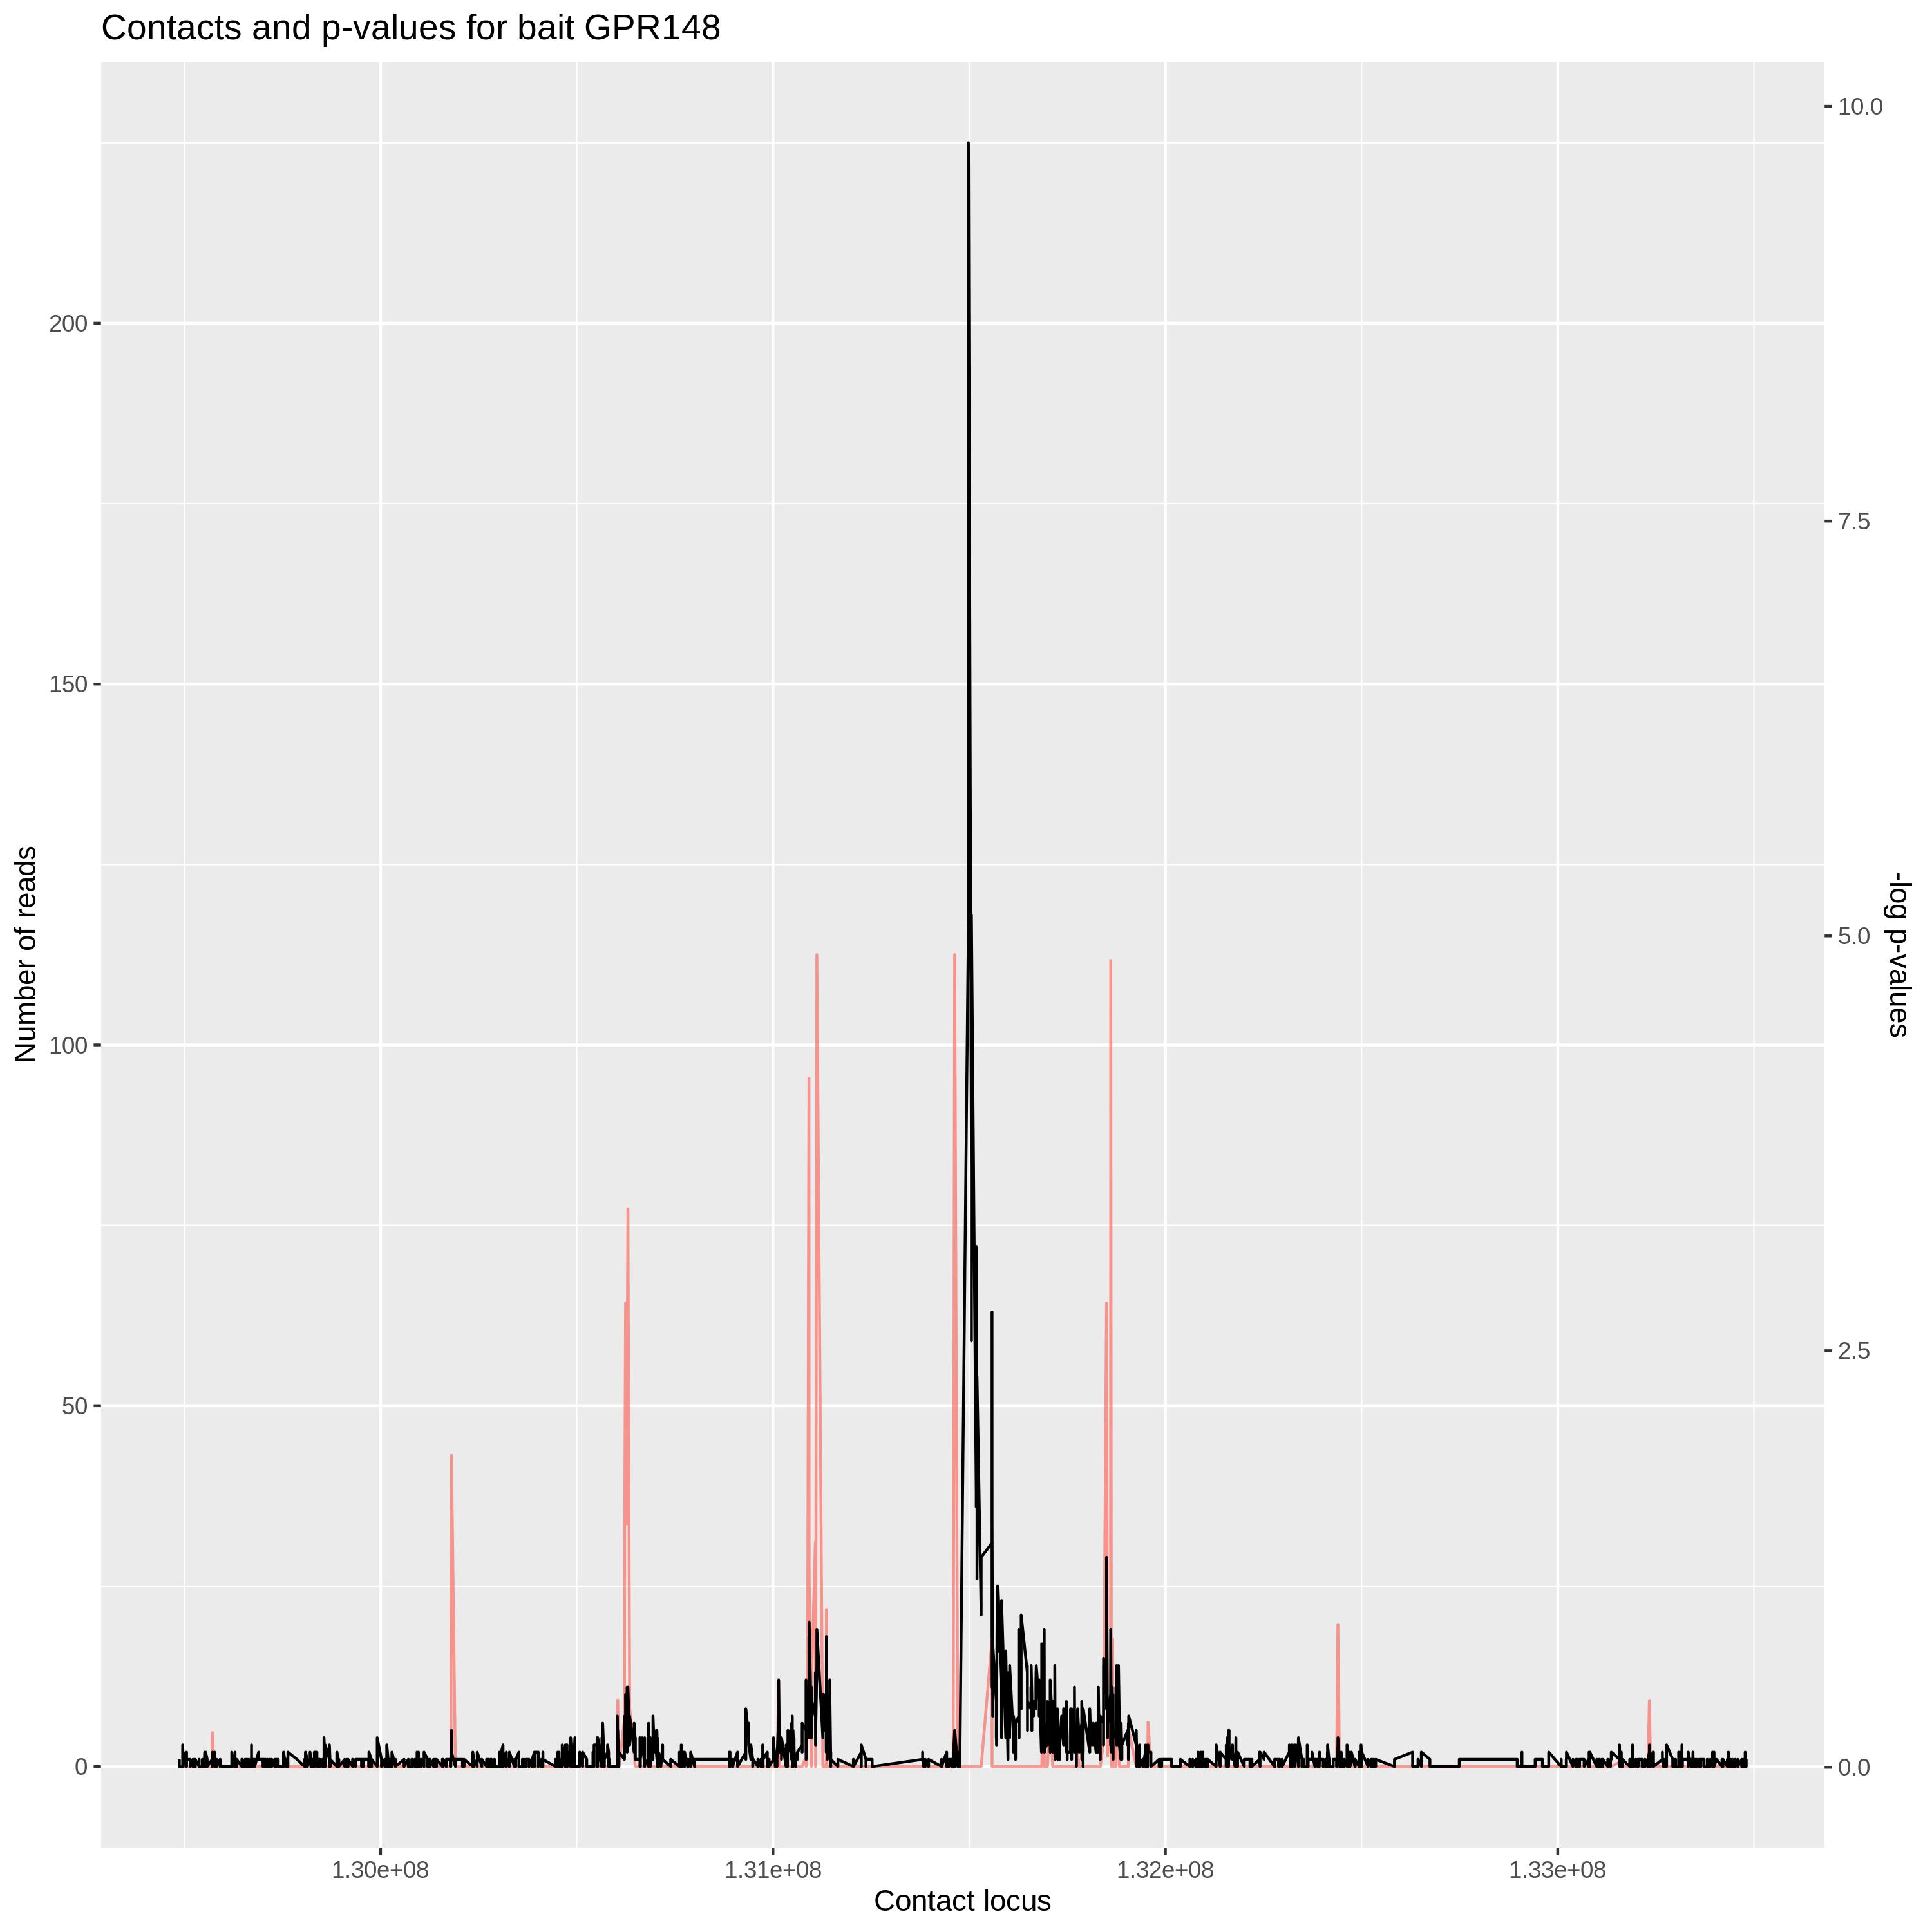 Contacts and p-values for bait GPR148
10.0
7.5
5.0
2.5
0.0
200
150
100
50
0
Number of reads
-log p-values
1.30e+08 1.31e+08 1.32e+08 1.33e+08
Contact locus